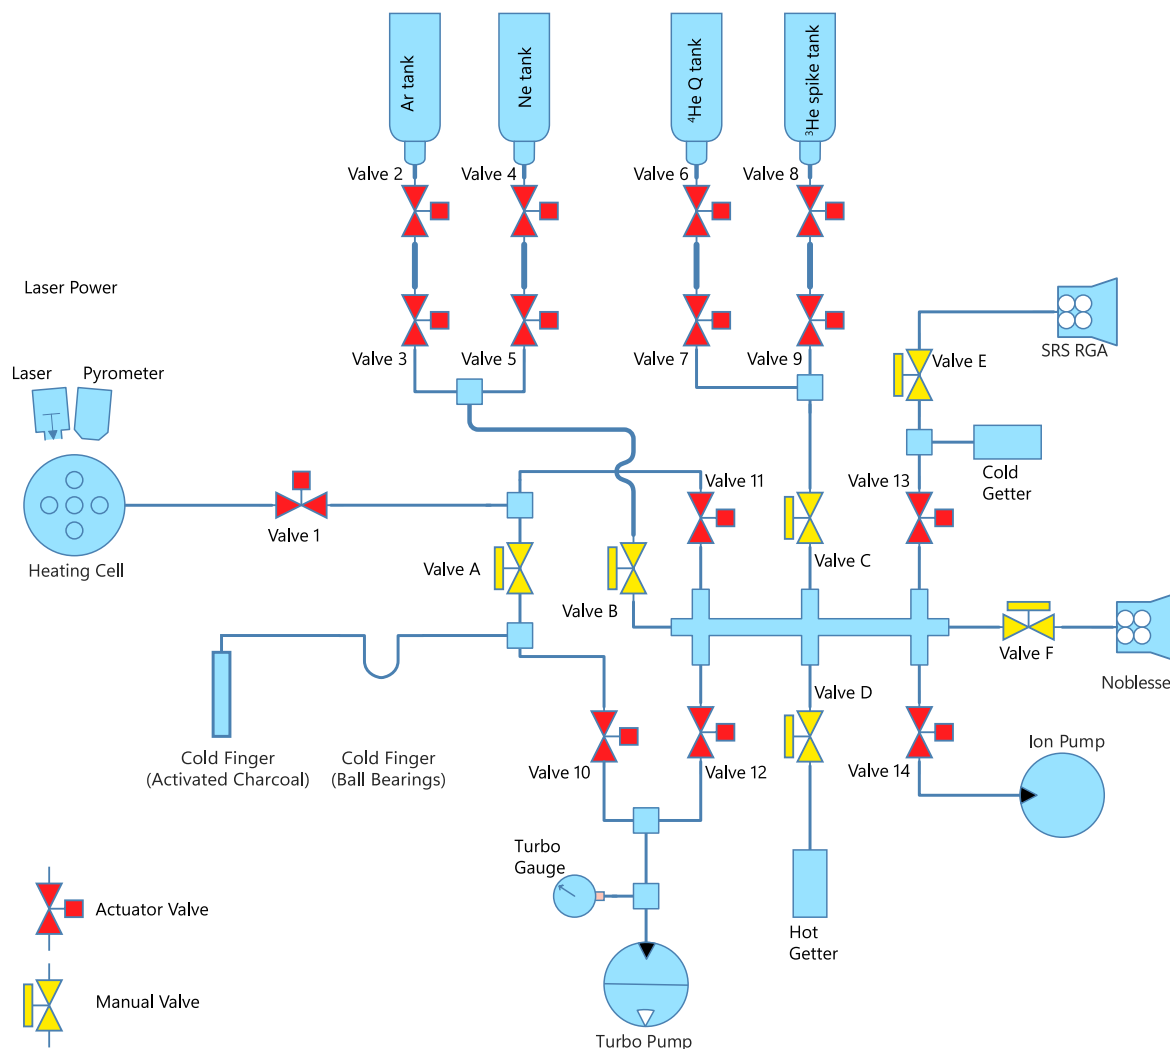 Ar tank
Ne tank
⁴He Q tank
³He spike tank
Valve 2
Valve 4
Valve 6
Valve 8
Laser Power
Valve 3
Valve 5
Valve 7
Valve 9
Valve E
SRS RGA
Laser
Pyrometer
Valve 11
Valve 13
Cold
Getter
Valve 1
Heating Cell
Valve A
Valve B
Valve C
Valve F
Noblesse
Valve D
Cold Finger
(Activated Charcoal)
Cold Finger
(Ball Bearings)
Valve 10
Valve 12
Valve 14
Ion Pump
Turbo
Gauge
Hot
Getter
Actuator Valve
Manual Valve
Turbo Pump